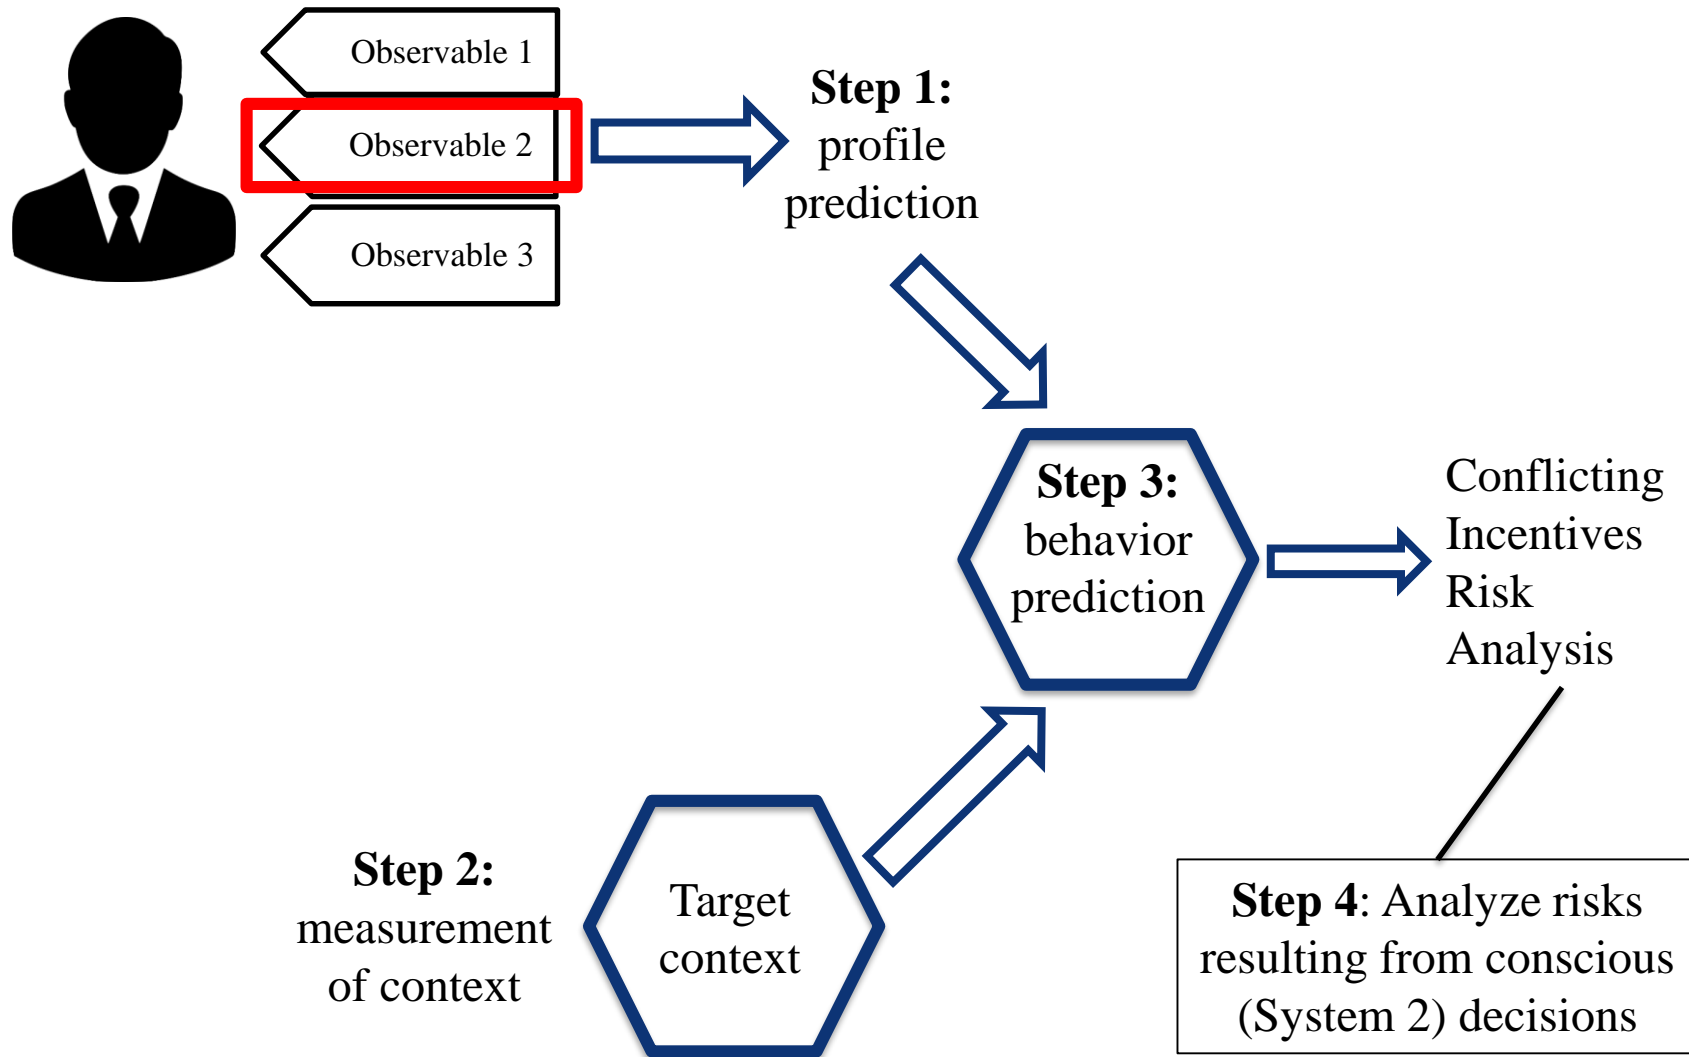 Observable 1
Observable 2
Observable 3
Step 1:
profile
prediction
Step 3:
behavior
prediction
Conflicting
Incentives
Risk
Analysis
Step 2:
measurement
of context
Target
context
Step 4: Analyze risks
resulting from conscious
(System 2) decisions